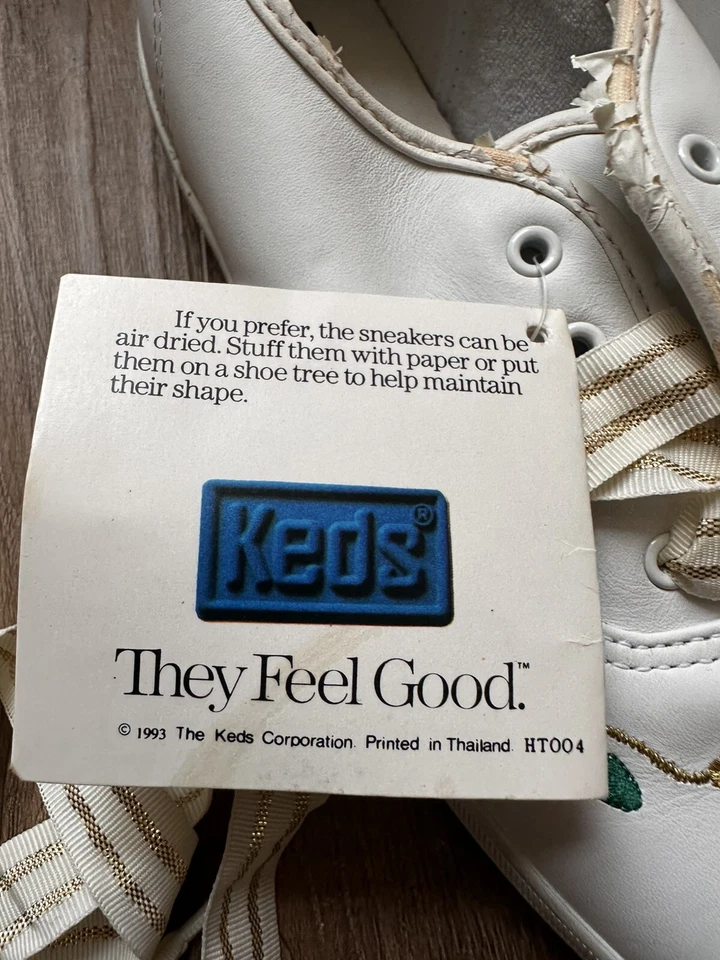 If you prefer, the sneakers can be
air dried. Stuff them with paper or put
them on a shoe tree to help maintain
their shape.
Keds®
They Feel Good.™
© 1993 The Keds Corporation. Printed in Thailand. HT004